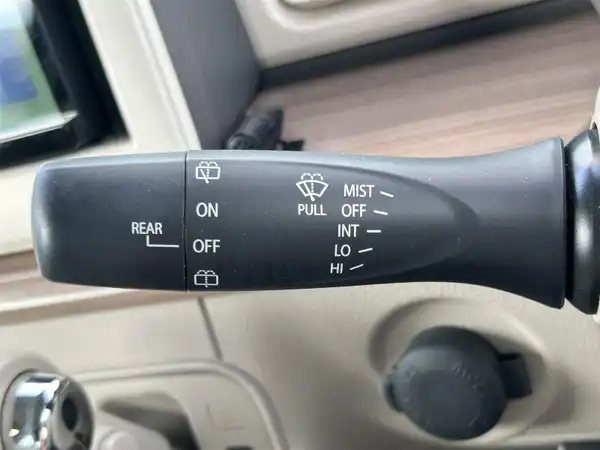 REAR
ON
OFF
PULL
MIST
OFF
INT
LO
HI